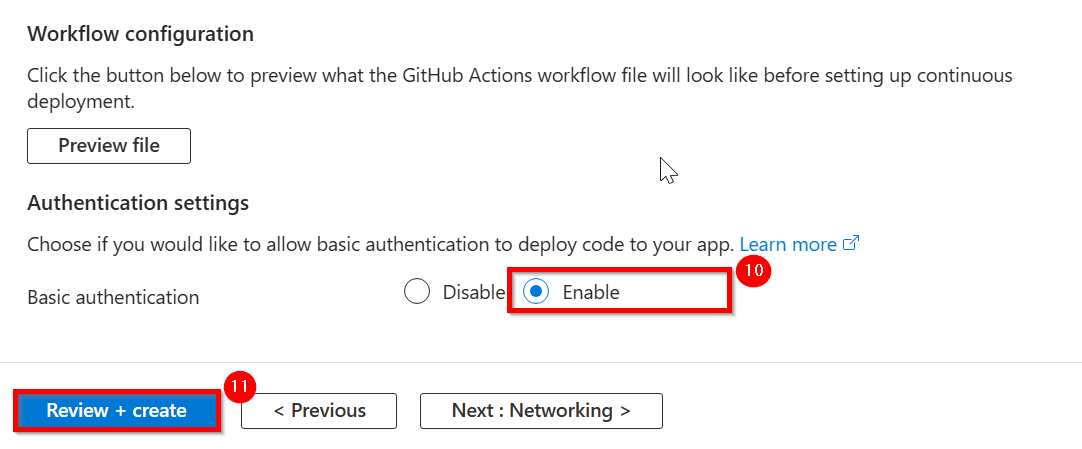 Workflow configuration
Click the button below to preview what the GitHub Actions workflow file will look like before setting up continuous
deployment.
Preview file
Authentication settings
Choose if you would like to allow basic authentication to deploy code to your app. Learn more
10
Basic authentication
Disable
Enable
11
Review + create
< Previous
Next : Networking >